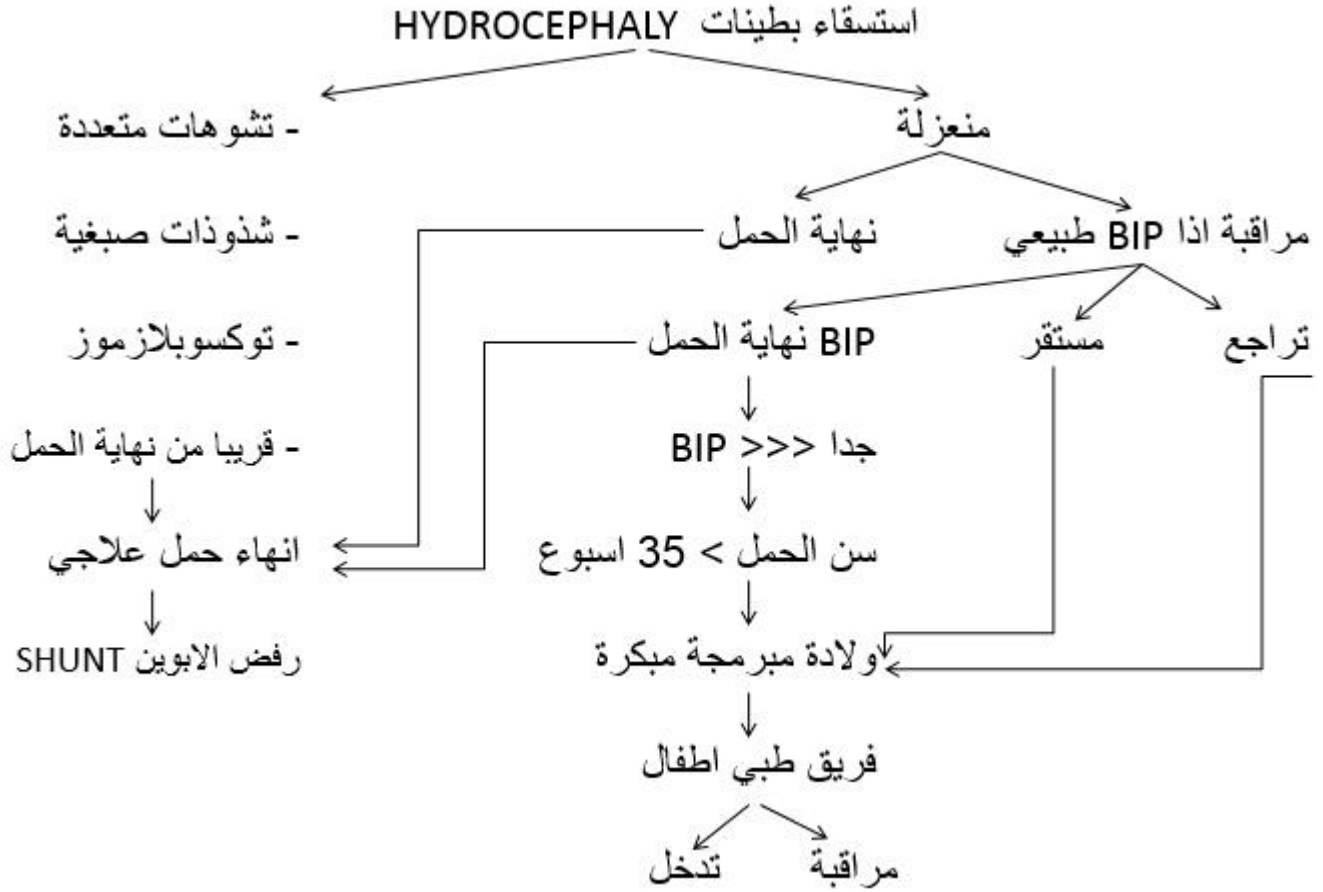 استسقاء بطينات HYDROCEPHALY
منعزلة
- تشوهات متعددة
مراقبة اذا BIP طبيعي
نهاية الحمل
- شذوذات صبغية
تراجع
مستقر
BIP نهاية الحمل
- توكسوبلازموز
جدا <<< BIP
- قريبا من نهاية الحمل
سن الحمل > 35 اسبوع
انهاء حمل علاجي
ولادة مبرمجة مبكرة
رفض الابوين SHUNT
فريق طبي اطفال
مراقبة
تدخل